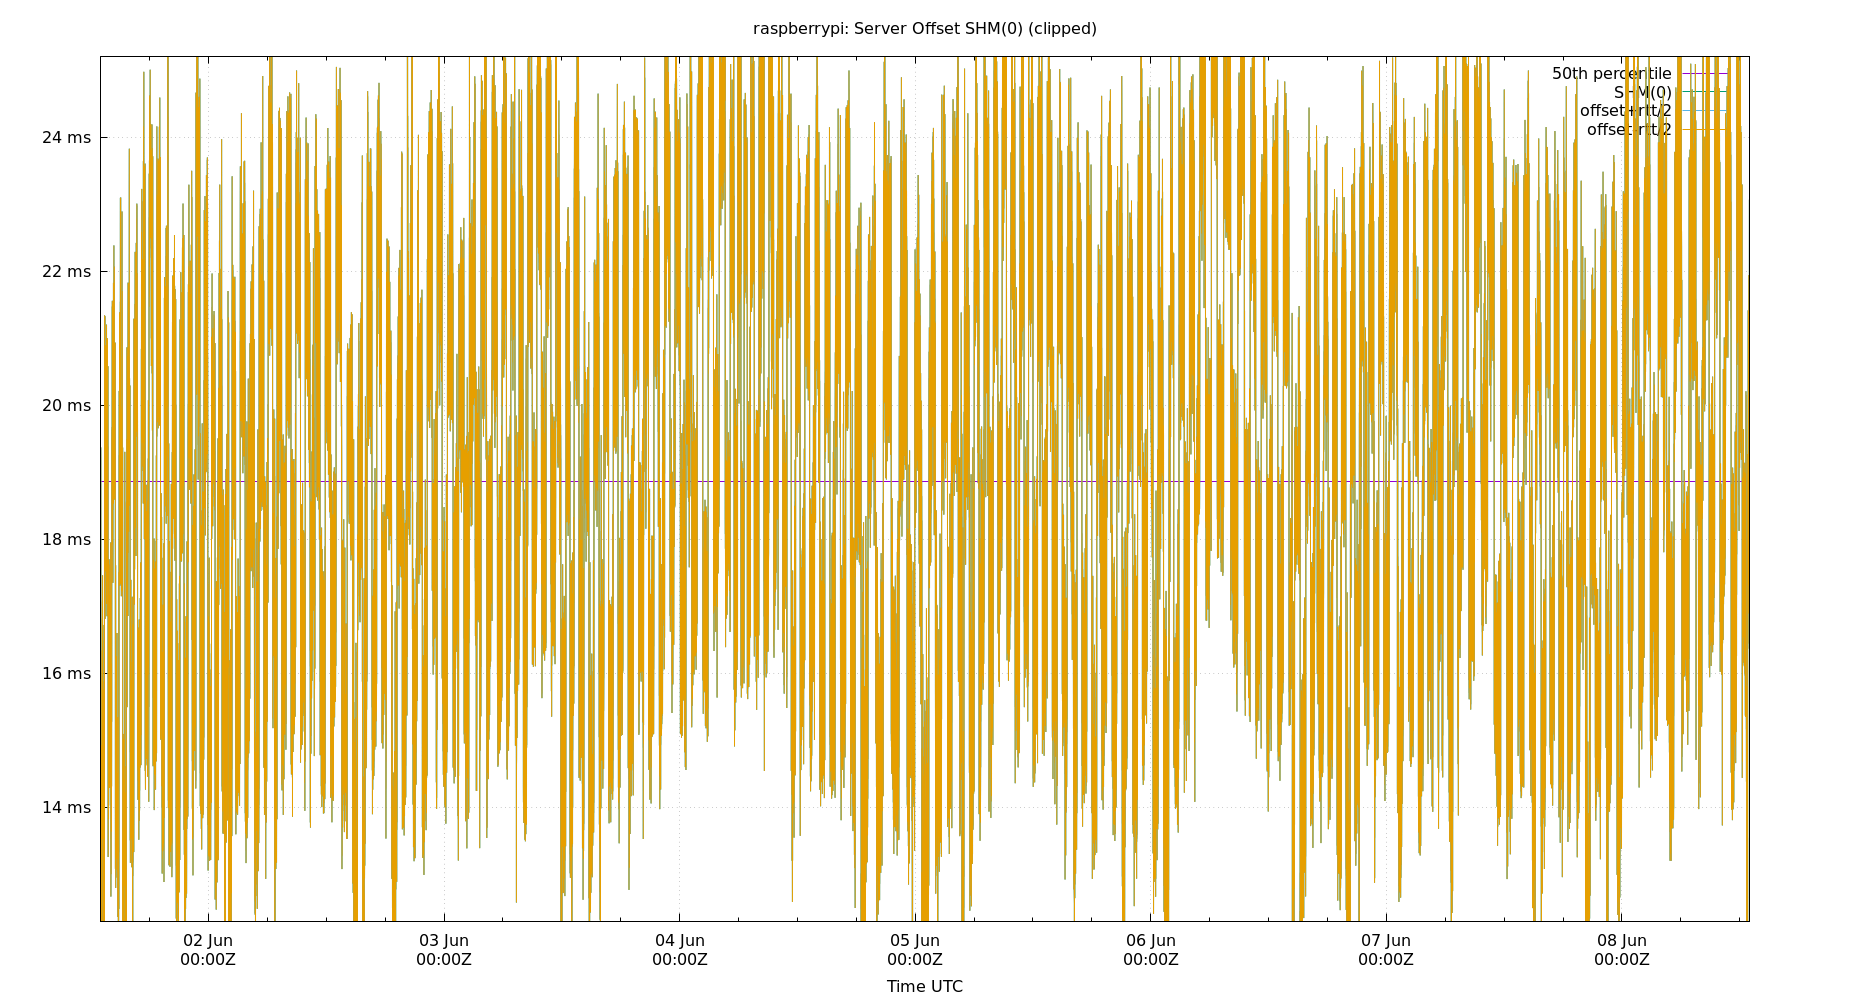 raspberrypi: Server Offset SHM(0) (clipped)
50th percentile
SHM(0)
offset+rtt/2
offset-rtt/2
24 ms
22 ms
20 ms
18 ms
16 ms
14 ms
02 Jun 03 Jun 04 Jun 05 Jun 06 Jun 07 Jun 08 Jun
00:00Z 00:00Z 00:00Z 00:00Z 00:00Z 00:00Z 00:00Z
Time UTC